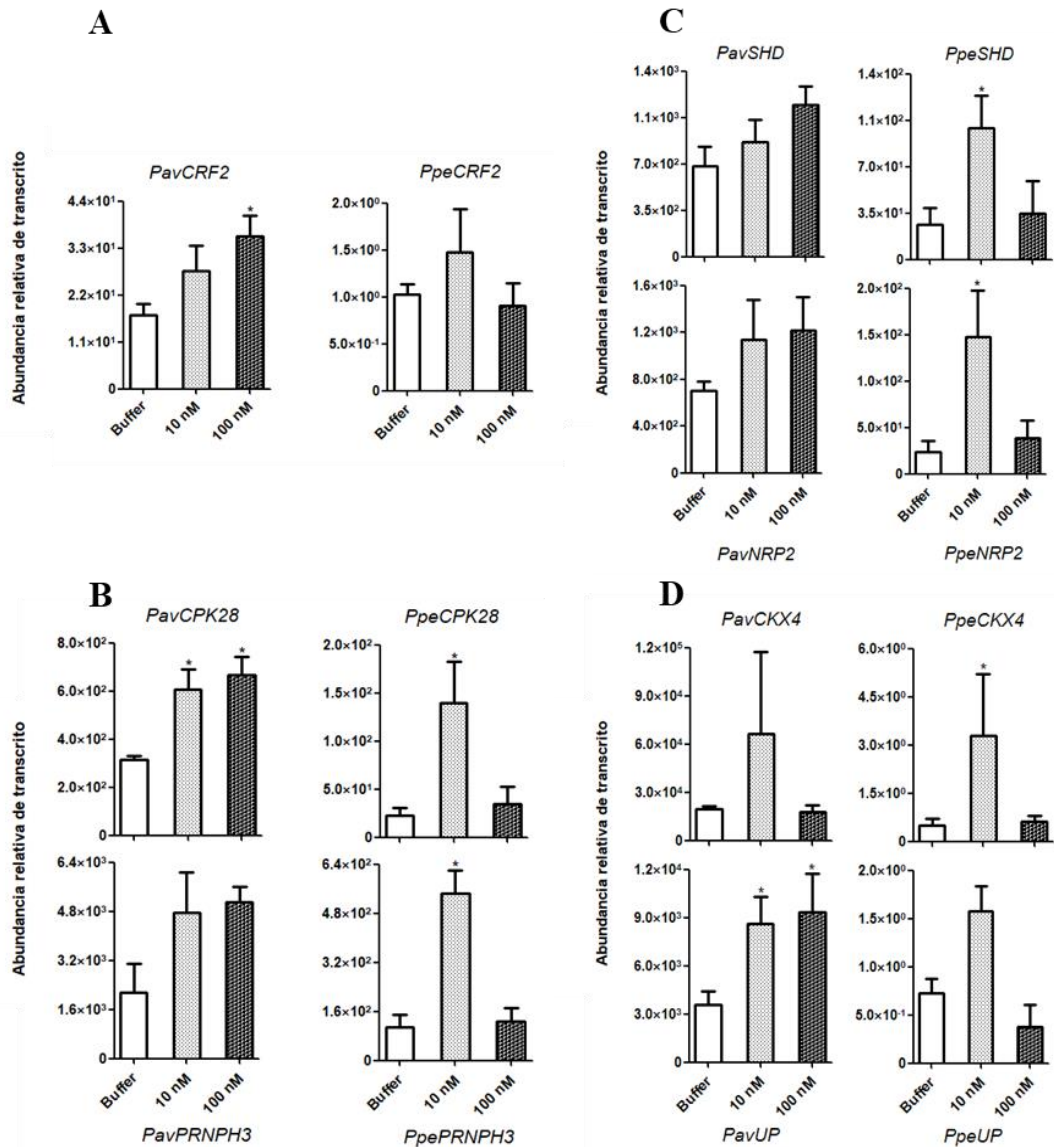 A
Abundancia relativa de transcrito
PavCRF2
4.4×10¹
3.3×10¹
2.2×10¹
1.1×10¹
0
*
Buffer
10 nM
100 nM
PpeCRF2
2.0×10⁰
1.5×10⁰
1.0×10⁰
5.0×10⁻¹
0
Buffer
10 nM
100 nM
C
Abundancia relativa de transcrito
PavSHD
1.4×10³
1.1×10³
7.0×10²
3.5×10²
0
PpeSHD
1.4×10²
1.1×10²
7.0×10¹
3.5×10¹
0
*
1.6×10³
1.2×10³
8.0×10²
4.0×10²
0
Buffer
10 nM
100 nM
PavNRP2
2.0×10²
1.5×10²
1.0×10²
5.0×10¹
0
*
Buffer
10 nM
100 nM
PpeNRP2
B
Abundancia relativa de transcrito
PavCPK28
8.0×10²
6.0×10²
4.0×10²
2.0×10²
0
*
*
PpeCPK28
2.0×10²
1.5×10²
1.0×10²
5.0×10¹
0
*
6.4×10³
4.8×10³
3.2×10³
1.6×10³
0
Buffer
10 nM
100 nM
PavPRNPH3
6.4×10²
4.8×10²
3.2×10²
1.6×10²
0
*
Buffer
10 nM
100 nM
PpePRNPH3
D
Abundancia relativa de transcrito
PavCKX4
1.2×10⁵
9.0×10⁴
6.0×10⁴
3.0×10⁴
0
PpeCKX4
6.0×10⁰
4.5×10⁰
3.0×10⁰
1.5×10⁰
0
*
1.2×10⁴
9.0×10³
6.0×10³
3.0×10³
0
*
*
Buffer
10 nM
100 nM
PavUP
2.0×10⁰
1.5×10⁰
1.0×10⁰
5.0×10⁻¹
0
Buffer
10 nM
100 nM
PpeUP